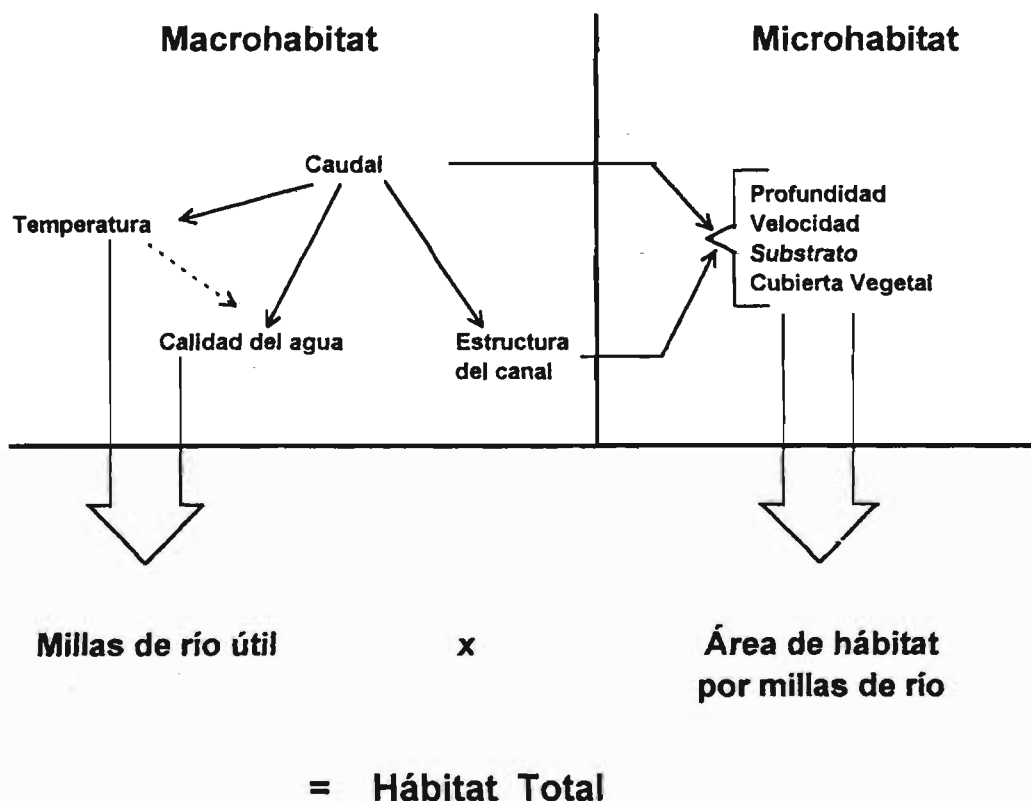 Macrohabitat
Microhabitat
Caudal
Temperatura
Calidad del agua
Estructura
del canal
Profundidad
Velocidad
Substrato
Cubierta Vegetal
Millas de río útil
x
Área de hábitat
por millas de río
= Hábitat Total